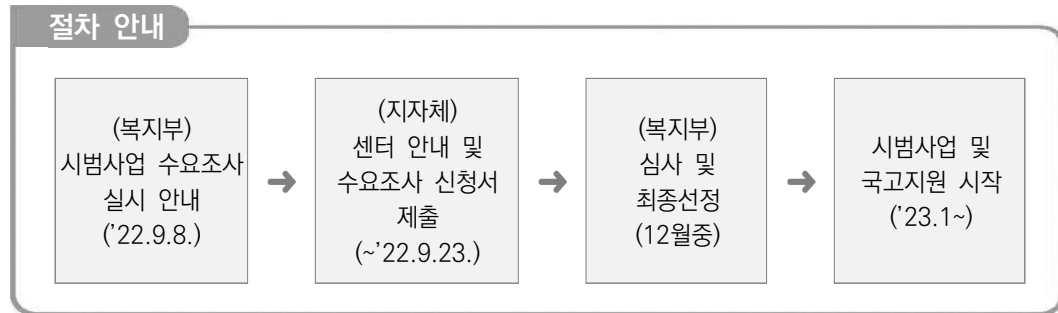 절차 안내
(복지부)
시범사업 수요조사
실시 안내
('22.9.8.)
➜
(지자체)
센터 안내 및
수요조사 신청서
제출
(~'22.9.23.)
➜
(복지부)
심사 및
최종선정
(12월중)
➜
시범사업 및
국고지원 시작
('23.1~)